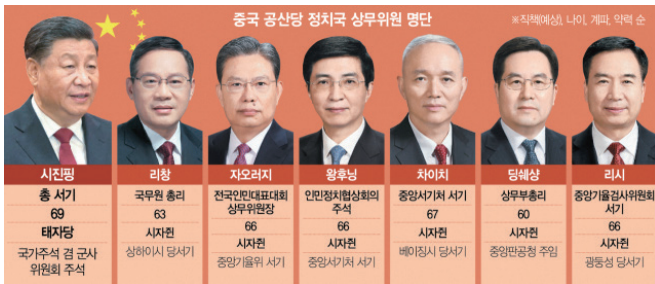 중국 공산당 정치국 상무위원 명단
※직책(예상), 나이, 계파, 약력 순
시진핑
총 서기
69
태자당
국가주석 겸 군사
위원회 주석
리창
국무원 총리
63
시자쥔
상하이시 당서기
자오러지
전국인민대표대회
상무위원장
66
시자쥔
중앙기율위 서기
왕후닝
인민정치협상회의
주석
66
시자쥔
중앙서기처 서기
차이치
중앙서기처 서기
67
시자쥔
베이징시 당서기
딩쉐샹
상무부총리
60
시자쥔
중앙판공청 주임
리시
중앙기율검사위원회
서기
66
시자쥔
광둥성 당서기